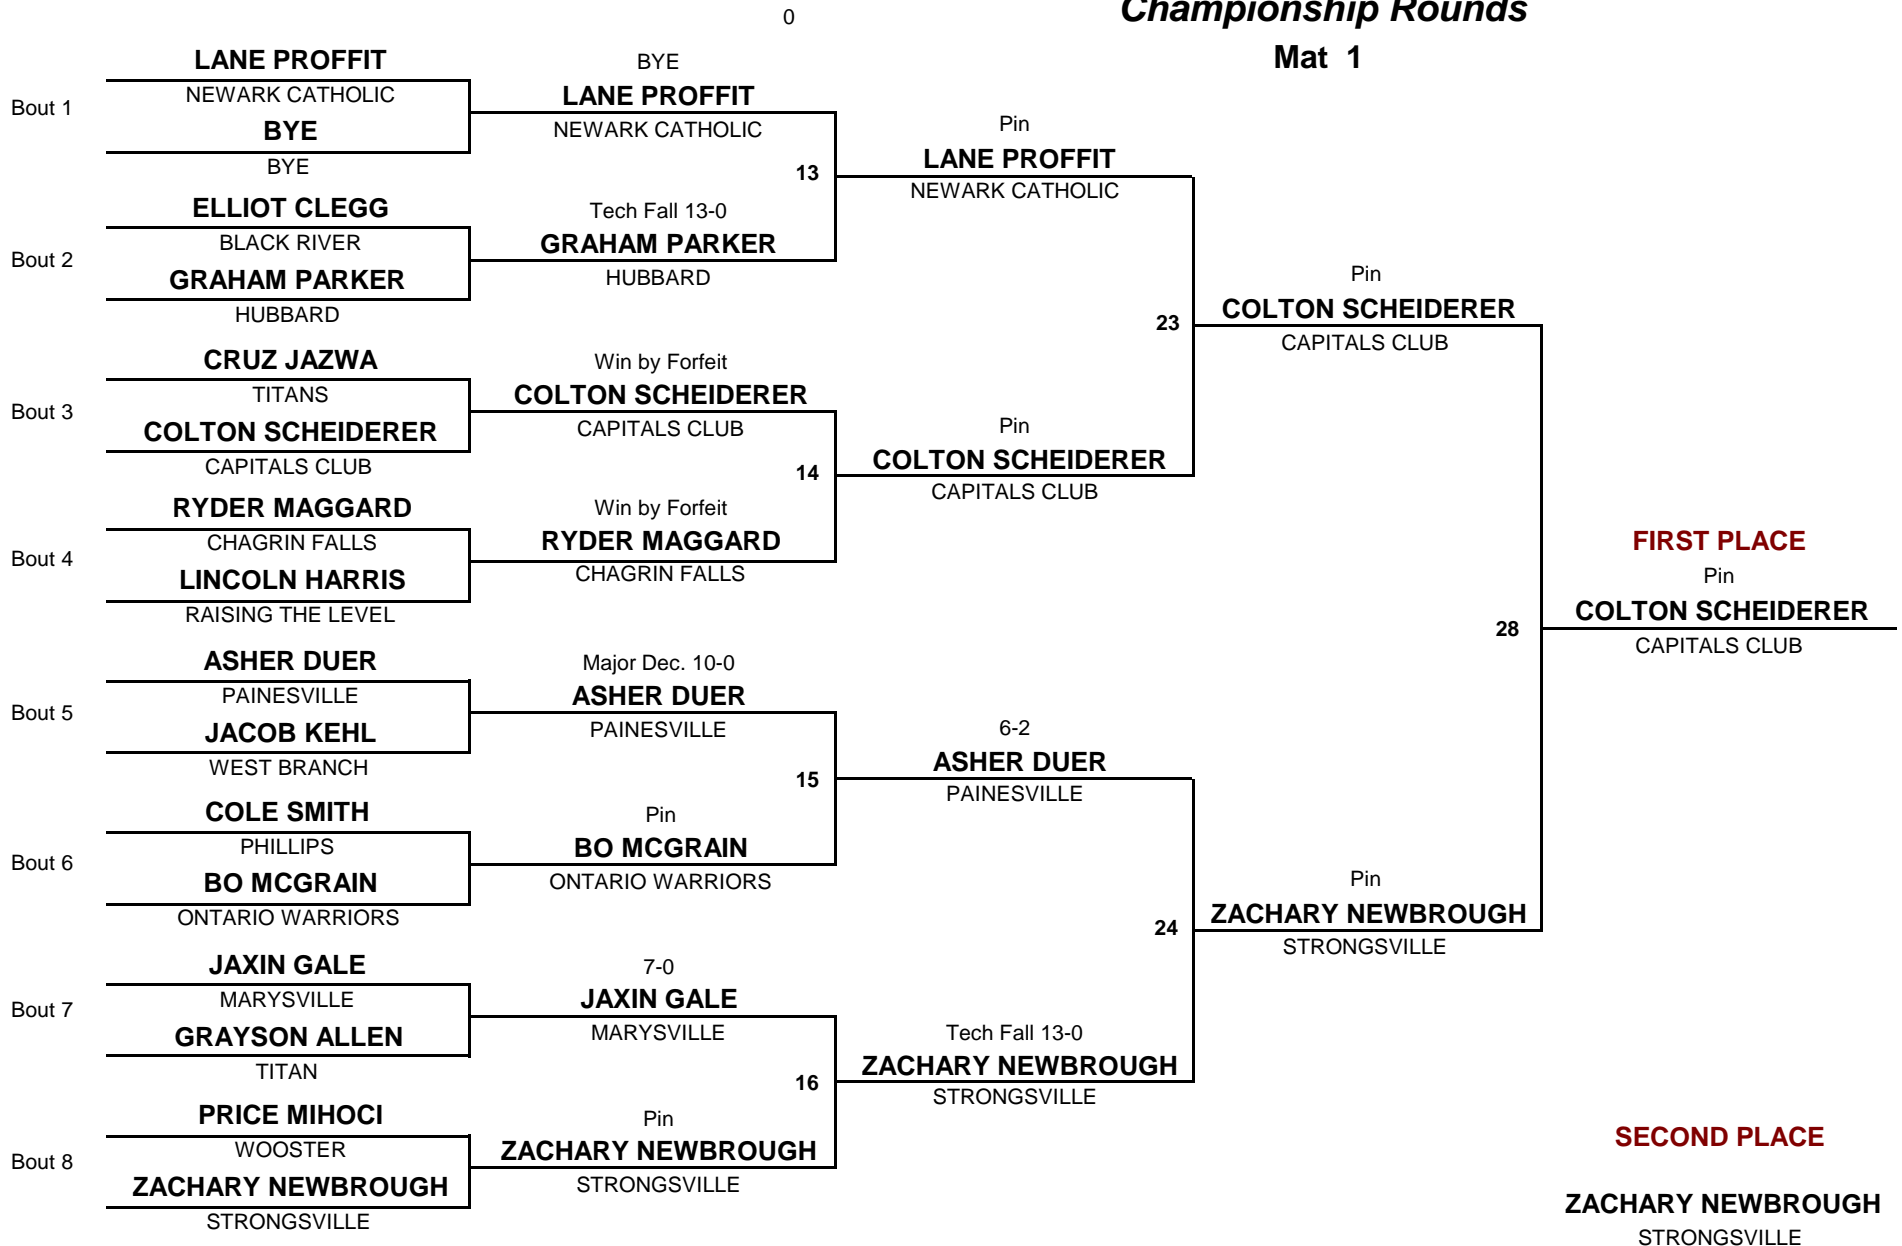 0
Championship Rounds
Mat 1
Bout 1
LANE PROFFIT
NEWARK CATHOLIC
BYE
BYE
Bout 2
ELLIOT CLEGG
BLACK RIVER
GRAHAM PARKER
HUBBARD
Bout 3
CRUZ JAZWA
TITANS
COLTON SCHEIDERER
CAPITALS CLUB
Bout 4
RYDER MAGGARD
CHAGRIN FALLS
LINCOLN HARRIS
RAISING THE LEVEL
Bout 5
ASHER DUER
PAINESVILLE
JACOB KEHL
WEST BRANCH
Bout 6
COLE SMITH
PHILLIPS
BO MCGRAIN
ONTARIO WARRIORS
Bout 7
JAXIN GALE
MARYSVILLE
GRAYSON ALLEN
TITAN
Bout 8
PRICE MIHOCI
WOOSTER
ZACHARY NEWBROUGH
STRONGSVILLE
BYE
LANE PROFFIT
NEWARK CATHOLIC
13
Tech Fall 13-0
GRAHAM PARKER
HUBBARD
Win by Forfeit
COLTON SCHEIDERER
CAPITALS CLUB
14
Win by Forfeit
RYDER MAGGARD
CHAGRIN FALLS
Major Dec. 10-0
ASHER DUER
PAINESVILLE
15
Pin
BO MCGRAIN
ONTARIO WARRIORS
7-0
JAXIN GALE
MARYSVILLE
16
Pin
ZACHARY NEWBROUGH
STRONGSVILLE
Pin
LANE PROFFIT
NEWARK CATHOLIC
23
Pin
COLTON SCHEIDERER
CAPITALS CLUB
6-2
ASHER DUER
PAINESVILLE
24
Tech Fall 13-0
ZACHARY NEWBROUGH
STRONGSVILLE
Pin
COLTON SCHEIDERER
CAPITALS CLUB
28
Pin
ZACHARY NEWBROUGH
STRONGSVILLE
FIRST PLACE
Pin
COLTON SCHEIDERER
CAPITALS CLUB
SECOND PLACE
ZACHARY NEWBROUGH
STRONGSVILLE